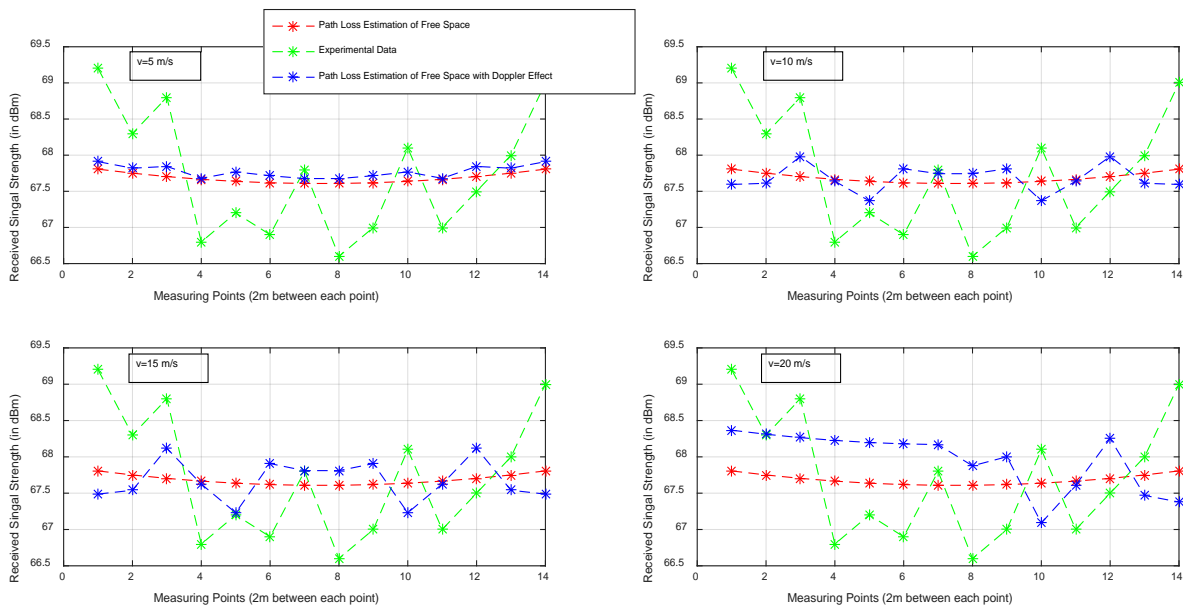 Path Loss Estimation of Free Space
Experimental Data
Path Loss Estimation of Free Space with Doppler Effect
v=5 m/s
69.5
69
68.5
68
67.5
67
66.5
0 2 4 6 8 10 12 14
Received Singal Strength (in dBm)
Measuring Points (2m between each point)
v=10 m/s
69.5
69
68.5
68
67.5
67
66.5
0 2 4 6 8 10 12 14
Received Singal Strength (in dBm)
Measuring Points (2m between each point)
v=15 m/s
69.5
69
68.5
68
67.5
67
66.5
0 2 4 6 8 10 12 14
Received Singal Strength (in dBm)
Measuring Points (2m between each point)
v=20 m/s
69.5
69
68.5
68
67.5
67
66.5
0 2 4 6 8 10 12 14
Received Singal Strength (in dBm)
Measuring Points (2m between each point)